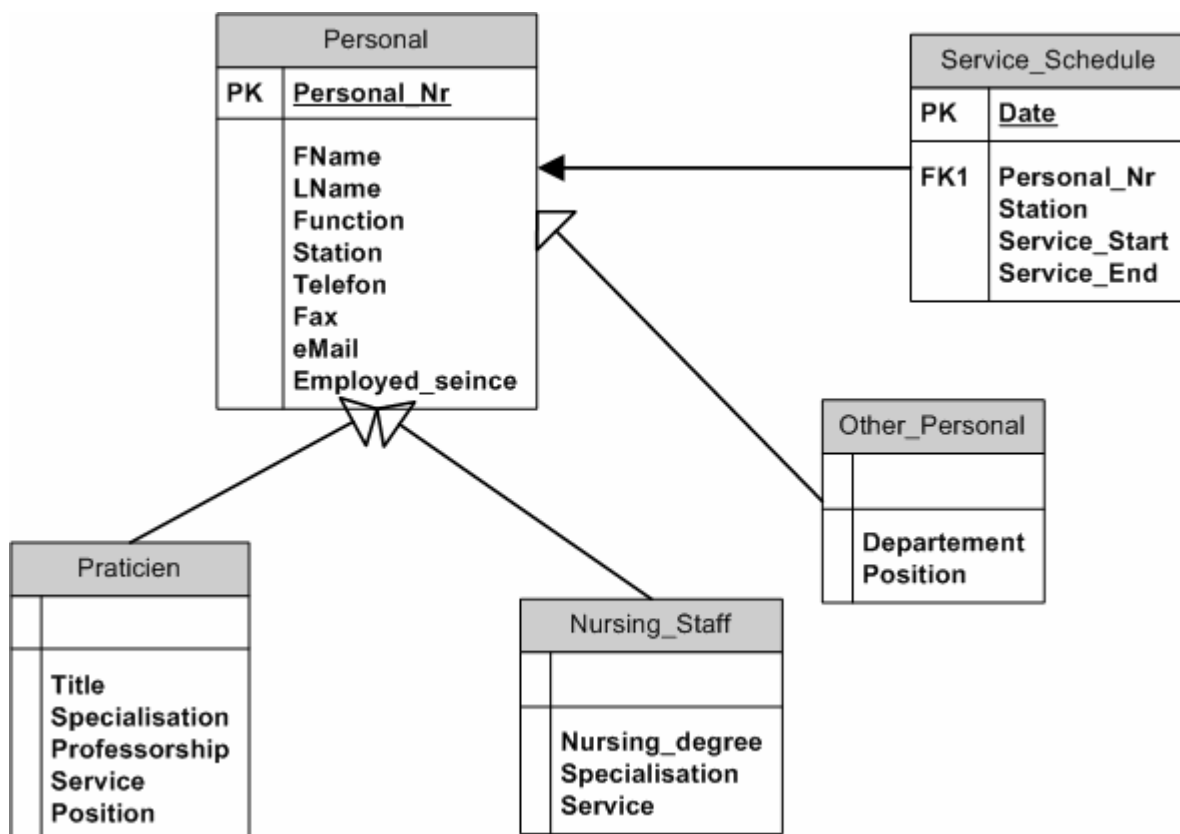 Personal
PK Personal_Nr
FName
LName
Function
Station
Telefon
Fax
eMail
Employed_seince
Service_Schedule
PK Date
FK1 Personal_Nr
Station
Service_Start
Service_End
Other_Personal
Departement
Position
Praticien
Title
Specialisation
Professorship
Service
Position
Nursing_Staff
Nursing_degree
Specialisation
Service